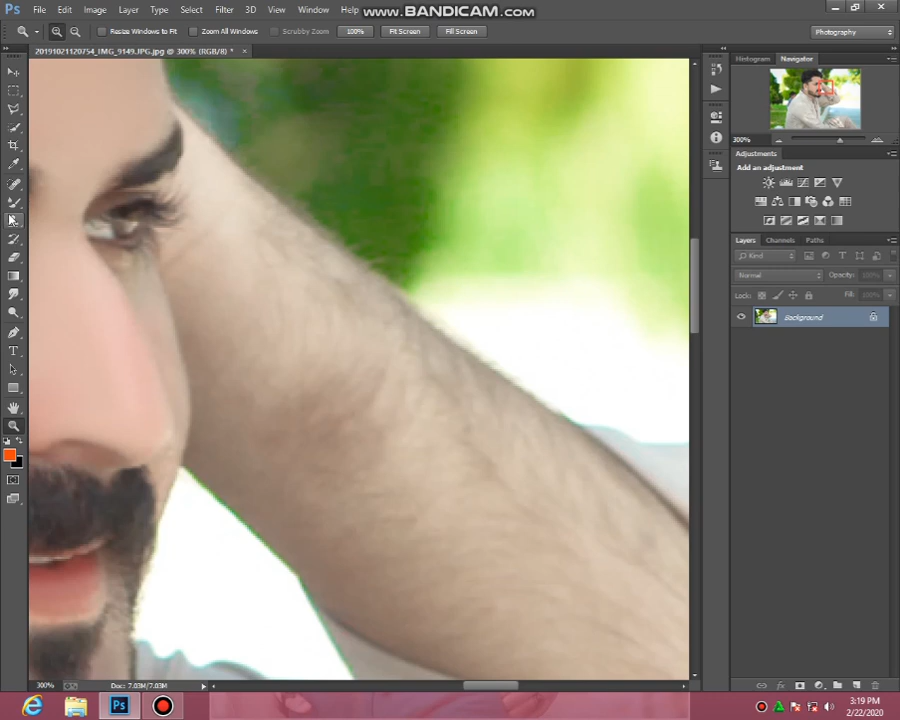 Ps File Edit Image Layer Type Select Filter 3D View Window Help
www.BANDICAM.com
Resize Windows To Fit Zoom All Windows Scrubby Zoom 100% Fit Screen Fill Screen Photography
20191021120754_IMG_9149.JPG.jpg @ 300% (RGB/8) * ×
Histogram Navigator
300%
Adjustments
Add an adjustment
Layers Channels Paths
Kind
Normal Opacity: 100%
Lock: Fill: 100%
Background
300% Doc: 7.03M/7.03M
Ps
3:19 PM
2/22/2020